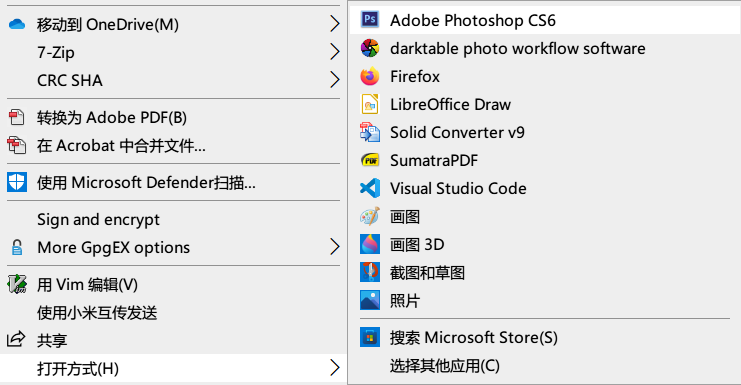 移动到 OneDrive(M)
7-Zip
CRC SHA
转换为 Adobe PDF(B)
在 Acrobat 中合并文件...
使用 Microsoft Defender扫描...
Sign and encrypt
More GpgEX options
用 Vim 编辑(V)
使用小米互传发送
共享
打开方式(H)
Ps Adobe Photoshop CS6
darktable photo workflow software
Firefox
LibreOffice Draw
Solid Converter v9
PDF SumatraPDF
Visual Studio Code
画图
画图 3D
截图和草图
照片
搜索 Microsoft Store(S)
选择其他应用(C)